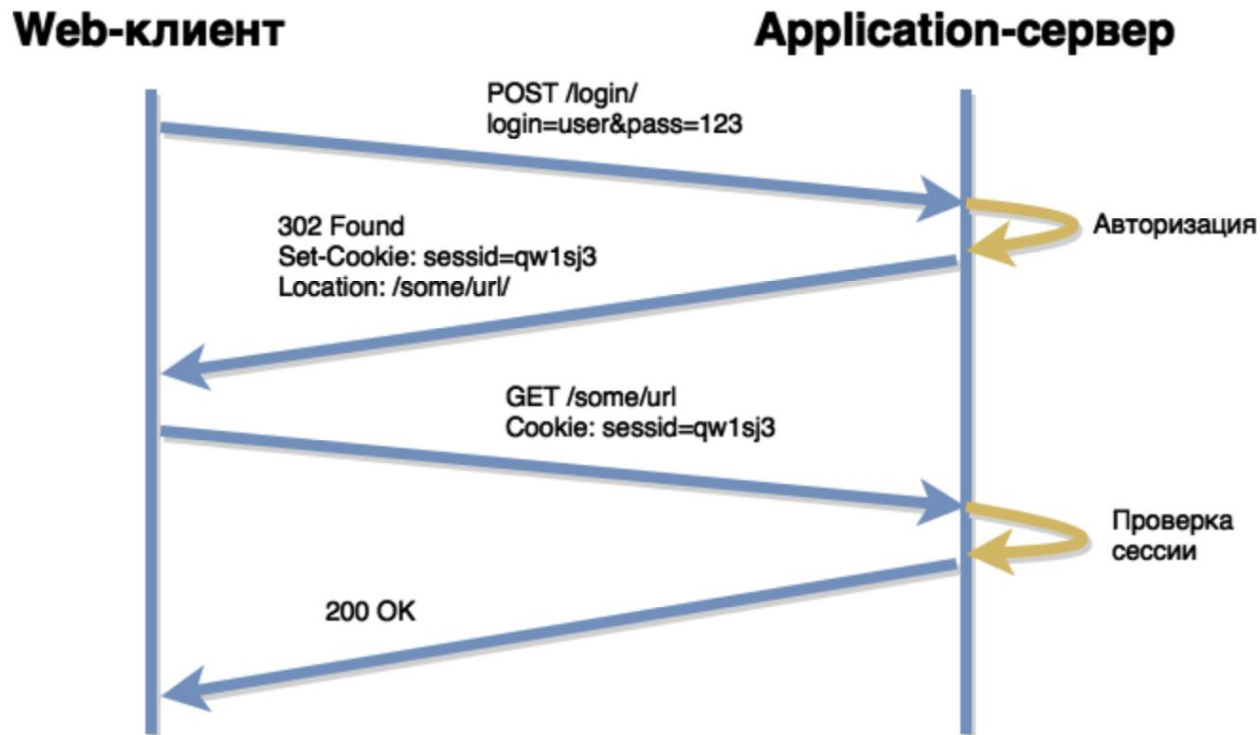 Web-клиент
Application-сервер
POST /login/
login=user&pass=123
Авторизация
302 Found
Set-Cookie: sessid=qw1sj3
Location: /some/url/
GET /some/url
Cookie: sessid=qw1sj3
Проверка
сессии
200 OK